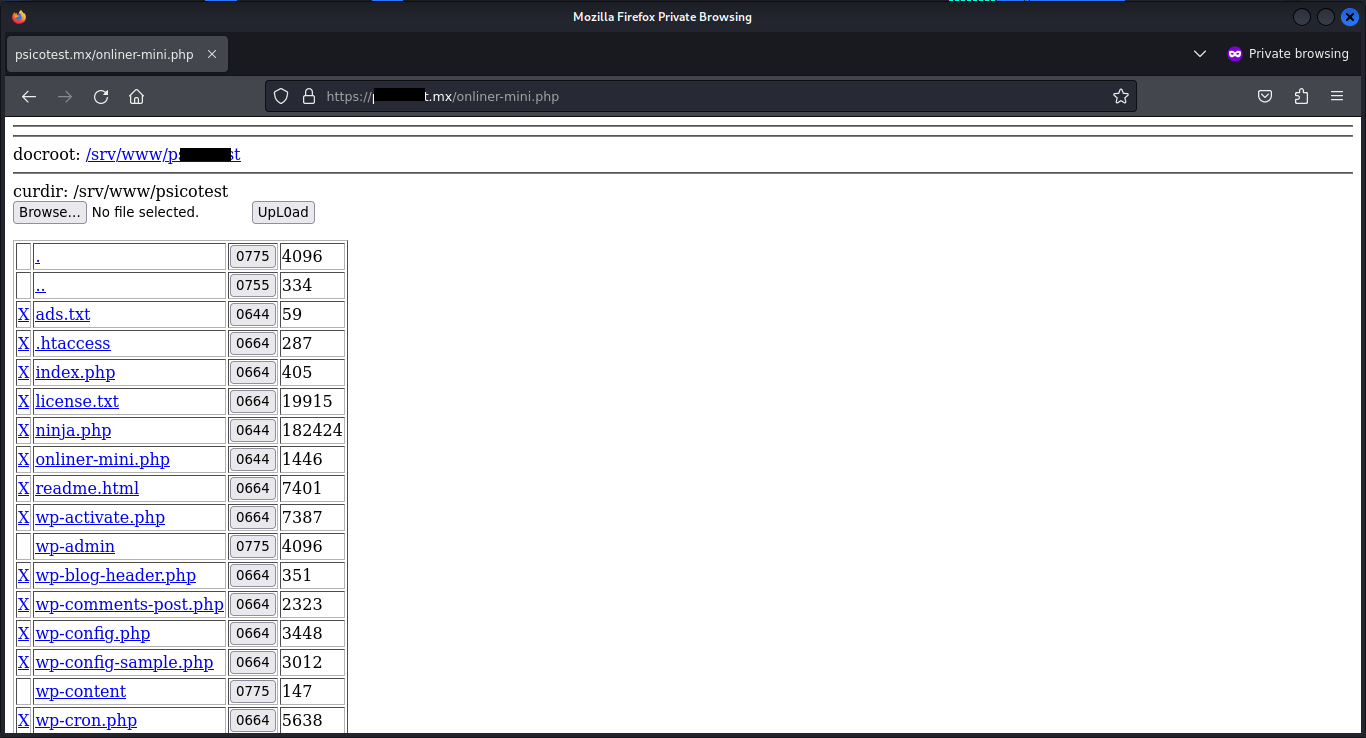 Mozilla Firefox Private Browsing
psicotest.mx/onliner-mini.php
Private browsing
https://p t.mx/onliner-mini.php
docroot: /srv/www/ps st
curdir: /srv/www/psicotest
Browse... No file selected. UpL0ad
. 0775 4096
.. 0755 334
X ads.txt 0644 59
X .htaccess 0664 287
X index.php 0664 405
X license.txt 0664 19915
X ninja.php 0644 182424
X onliner-mini.php 0644 1446
X readme.html 0664 7401
X wp-activate.php 0664 7387
wp-admin 0775 4096
X wp-blog-header.php 0664 351
X wp-comments-post.php 0664 2323
X wp-config.php 0664 3448
X wp-config-sample.php 0664 3012
wp-content 0775 147
X wp-cron.php 0664 5638